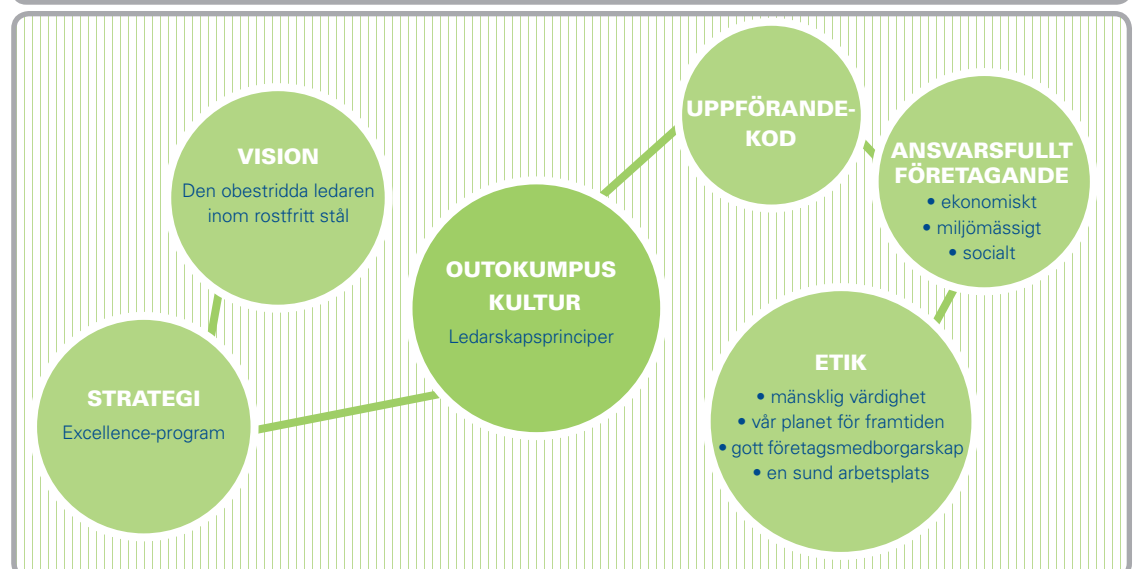 VISION
Den obestridda ledaren
inom rostfritt stål
STRATEGI
Excellence-program
OUTOKUMPUS
KULTUR
Ledarskapsprinciper
UPPFÖRANDE-
KOD
ANSVARSFULLT
FÖRETAGANDE
• ekonomiskt
• miljömässigt
• socialt
ETIK
• mänsklig värdighet
• vår planet för framtiden
• gott företagsmedborgarskap
• en sund arbetsplats